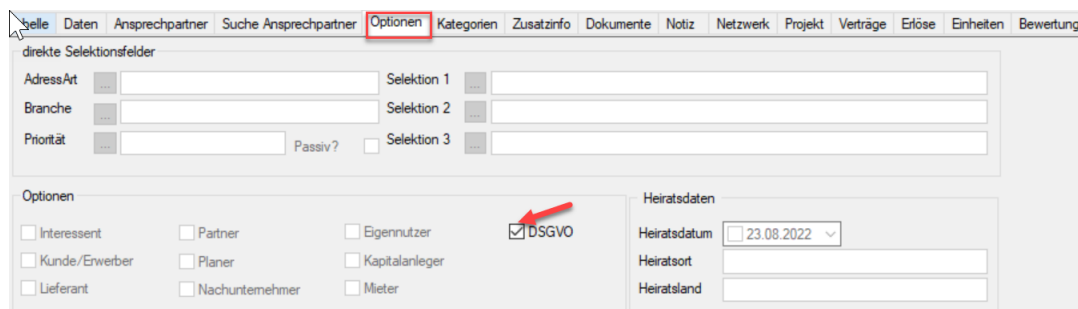 belle Daten Ansprechpartner Suche Ansprechpartner Optionen Kategorien Zusatzinfo Dokumente Notiz Netzwerk Projekt Verträge Erlöse Einheiten Bewertung
direkte Selektionsfelder
AdressArt ... Selektion 1 ...
Branche ... Selektion 2 ...
Priorität ... Passiv? Selektion 3 ...
Optionen Heiratsdaten
Interessent Partner Eigennutzer DSGVO Heiratsdatum 23.08.2022
Kunde/Erwerber Planer Kapitalanleger Heiratsort
Lieferant Nachunternehmer Mieter Heiratsland